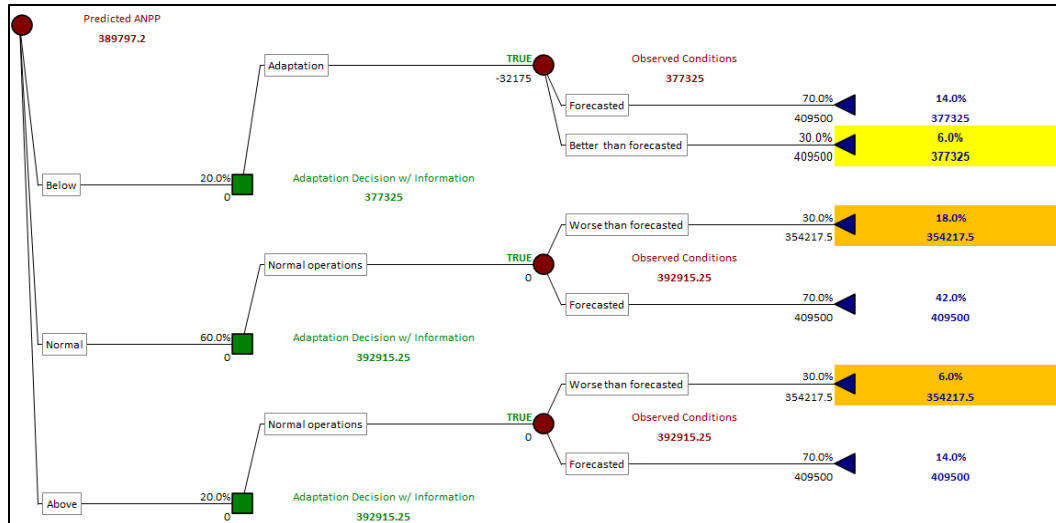 Predicted ANPP
389797.2
Adaptation
TRUE
-32175
Observed Conditions
377325
Forecasted
70.0%
409500
14.0%
377325
Better than forecasted
30.0%
409500
6.0%
377325
Below
20.0%
0
Adaptation Decision w/ Information
377325
Worse than forecasted
30.0%
354217.5
18.0%
354217.5
Normal operations
TRUE
0
Observed Conditions
392915.25
Forecasted
70.0%
409500
42.0%
409500
Normal
60.0%
0
Adaptation Decision w/ Information
392915.25
Worse than forecasted
30.0%
354217.5
6.0%
354217.5
Normal operations
TRUE
0
Observed Conditions
392915.25
Forecasted
70.0%
409500
14.0%
409500
Above
20.0%
0
Adaptation Decision w/ Information
392915.25